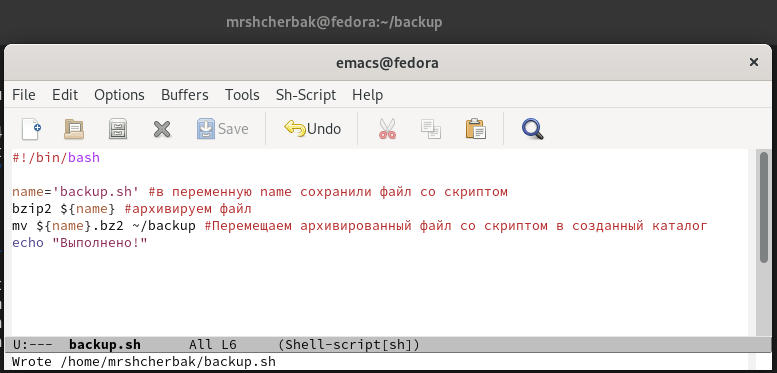 mrshcherbak@fedora:~/backup
emacs@fedora
File Edit Options Buffers Tools Sh-Script Help
Save Undo
#!/bin/bash
name='backup.sh' #в переменную name сохранили файл со скриптом
bzip2 ${name} #архивируем файл
mv ${name}.bz2 ~/backup #Перемещаем архивированный файл со скриптом в созданный каталог
echo "Выполнено!"
U:--- backup.sh All L6 (Shell-script[sh])
Wrote /home/mrshcherbak/backup.sh